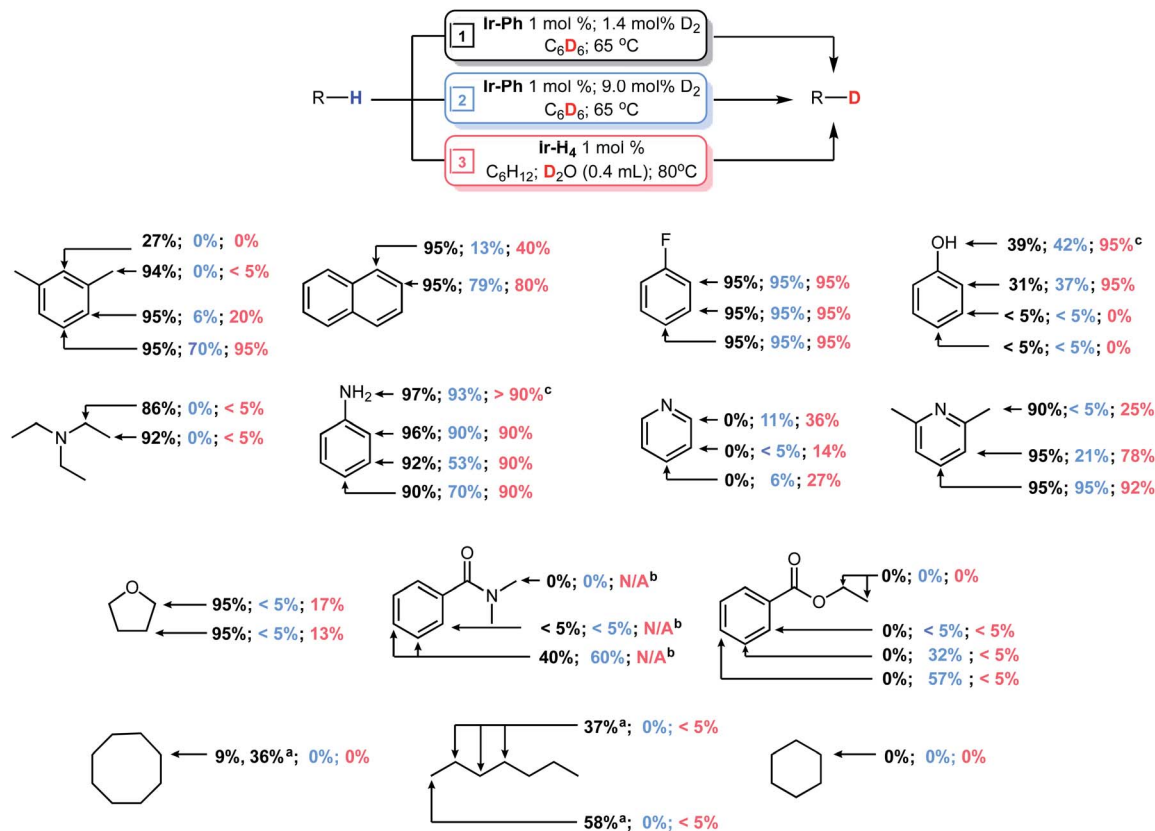 1 Ir-Ph 1 mol %; 1.4 mol% D₂
C₆D₆; 65 ºC
R—H
2 Ir-Ph 1 mol %; 9.0 mol% D₂
C₆D₆; 65 ºC
R—D
3 Ir-H₄ 1 mol %
C₆H₁₂; D₂O (0.4 mL); 80ºC
27%; 0%; 0%
94%; 0%; < 5%
95%; 6%; 20%
95%; 70%; 95%
95%; 13%; 40%
95%; 79%; 80%
F
95%; 95%; 95%
95%; 95%; 95%
95%; 95%; 95%
OH
39%; 42%; 95%ᶜ
31%; 37%; 95%
< 5%; < 5%; 0%
< 5%; < 5%; 0%
N
86%; 0%; < 5%
92%; 0%; < 5%
NH₂
97%; 93%; > 90%ᶜ
96%; 90%; 90%
92%; 53%; 90%
90%; 70%; 90%
N
0%; 11%; 36%
0%; < 5%; 14%
0%; 6%; 27%
N
90%; < 5%; 25%
95%; 21%; 78%
95%; 95%; 92%
O
95%; < 5%; 17%
95%; < 5%; 13%
O
N
0%; 0%; N/Aᵇ
< 5%; < 5%; N/Aᵇ
40%; 60%; N/Aᵇ
O
O
0%; 0%; 0%
0%; < 5%; < 5%
0%; 32%; < 5%
0%; 57% ; < 5%
9%, 36%ᵃ; 0%; 0%
37%ᵃ; 0%; < 5%
58%ᵃ; 0%; < 5%
0%; 0%; 0%